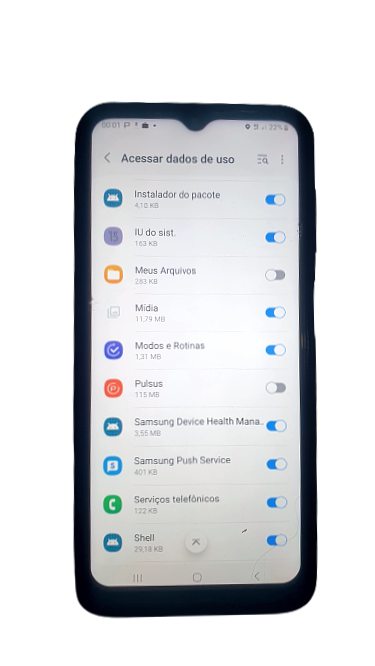 00:01 22%
Acessar dados de uso
Instalador do pacote
4,10 KB
15
IU do sist.
163 KB
Meus Arquivos
283 KB
Mídia
11,79 MB
Modos e Rotinas
1,31 MB
Pulsus
115 MB
Samsung Device Health Mana..
3,55 MB
Samsung Push Service
401 KB
Serviços telefônicos
122 KB
Shell
29,18 KB